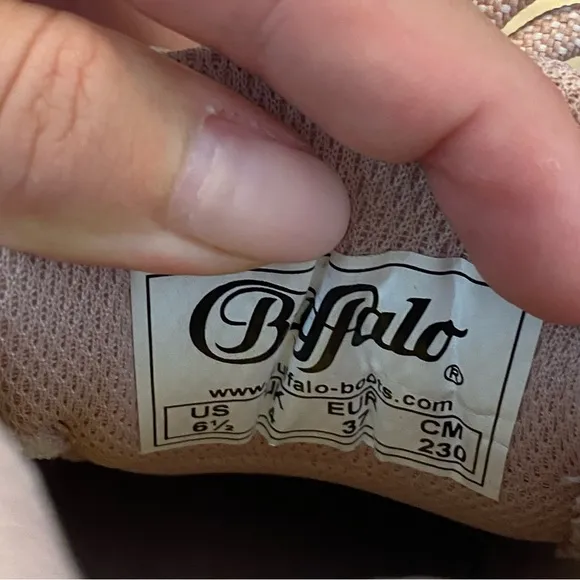 Buffalo ®
www. ffalo-boots.com
US EUR CM
6½ 230